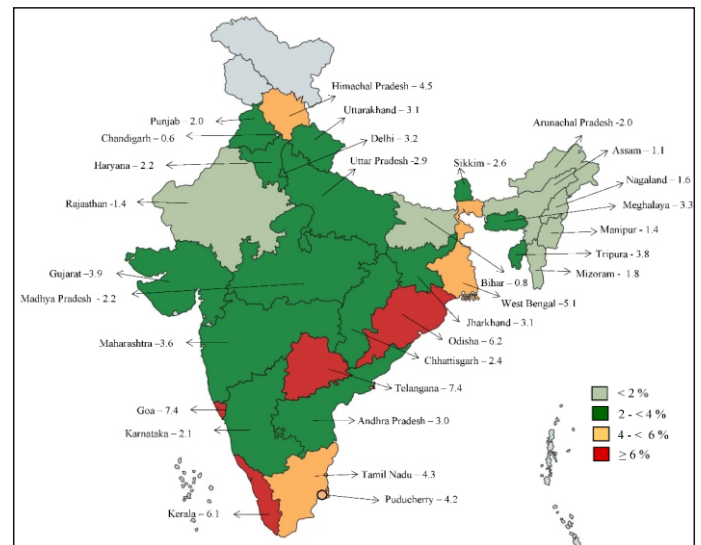 Himachal Pradesh – 4.5
Uttarakhand – 3.1
Arunachal Pradesh -2.0
Punjab – 2.0
Chandigarh – 0.6
Delhi – 3.2
Assam – 1.1
Haryana – 2.2
Uttar Pradesh -2.9
Sikkim - 2.6
Nagaland – 1.6
Rajasthan -1.4
Meghalaya – 3.3
Manipur – 1.4
Tripura - 3.8
Gujarat –3.9
Mizoram - 1.8
Bihar – 0.8
Madhya Pradesh - 2.2
West Bengal –5.1
Jharkhand – 3.1
Maharashtra –3.6
Odisha – 6.2
Chhattisgarh – 2.4
Telangana – 7.4
< 2 %
Goa – 7.4
2 - < 4 %
Andhra Pradesh – 3.0
Karnataka – 2.1
4 - < 6 %
≥ 6 %
Tamil Nadu – 4.3
Puducherry – 4.2
Kerala – 6.1